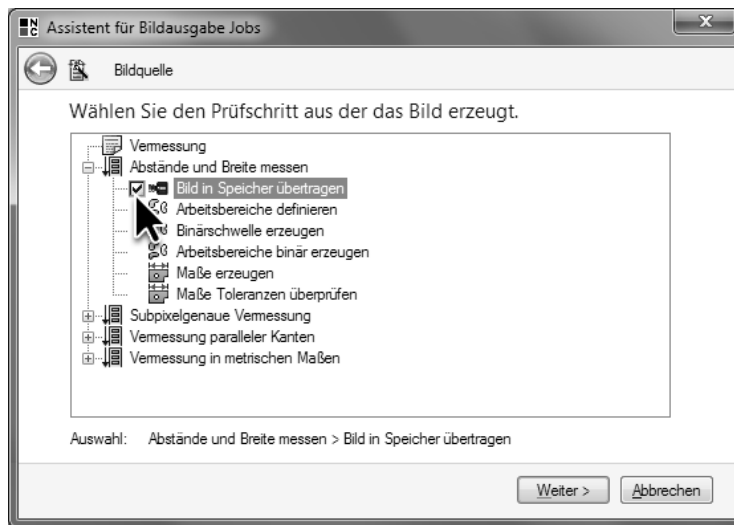 Assistent für Bildausgabe Jobs
Bildquelle
Wählen Sie den Prüfschritt aus der das Bild erzeugt.
Vermessung
Abstände und Breite messen
Bild in Speicher übertragen
Arbeitsbereiche definieren
Binärschwelle erzeugen
Arbeitsbereiche binär erzeugen
Maße erzeugen
Maße Toleranzen überprüfen
Subpixelgenaue Vermessung
Vermessung paralleler Kanten
Vermessung in metrischen Maßen
Auswahl: Abstände und Breite messen > Bild in Speicher übertragen
Weiter > Abbrechen